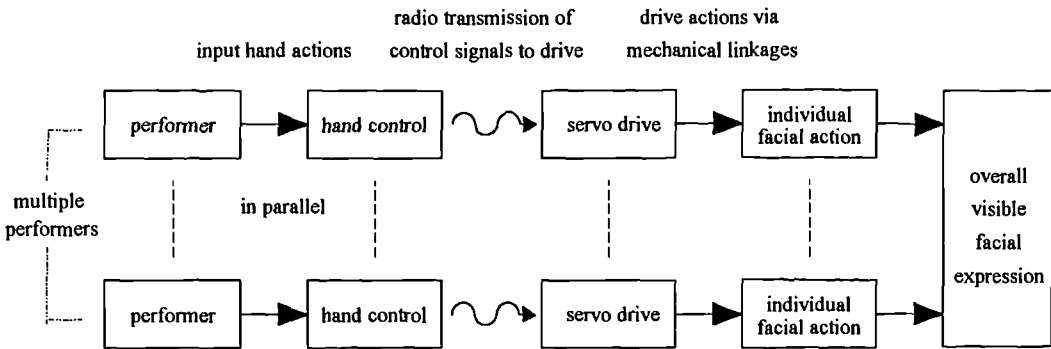 radio transmission of
control signals to drive
drive actions via
mechanical linkages
input hand actions
performer
hand control
servo drive
individual
facial action
multiple
performers
in parallel
overall
visible
facial
expression
performer
hand control
servo drive
individual
facial action